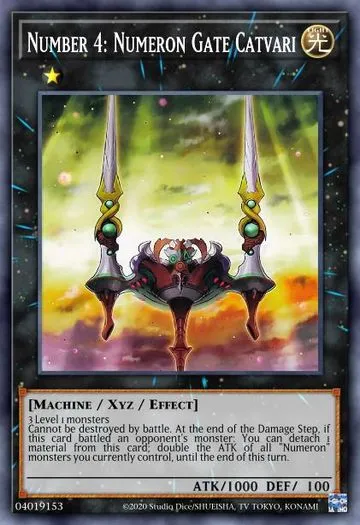 NUMBER 4: NUMERON GATE CATVARI
LIGHT
光
[MACHINE / XYZ / EFFECT]
3 Level 1 monsters
Cannot be destroyed by battle. At the end of the Damage Step, if
this card battled an opponent's monster: You can detach 1
material from this card; double the ATK of all "Numeron"
monsters you currently control, until the end of this turn.
ATK/1000 DEF/ 100
04019153
©2020 Studio Dice/SHUEISHA, TV TOKYO, KONAMI